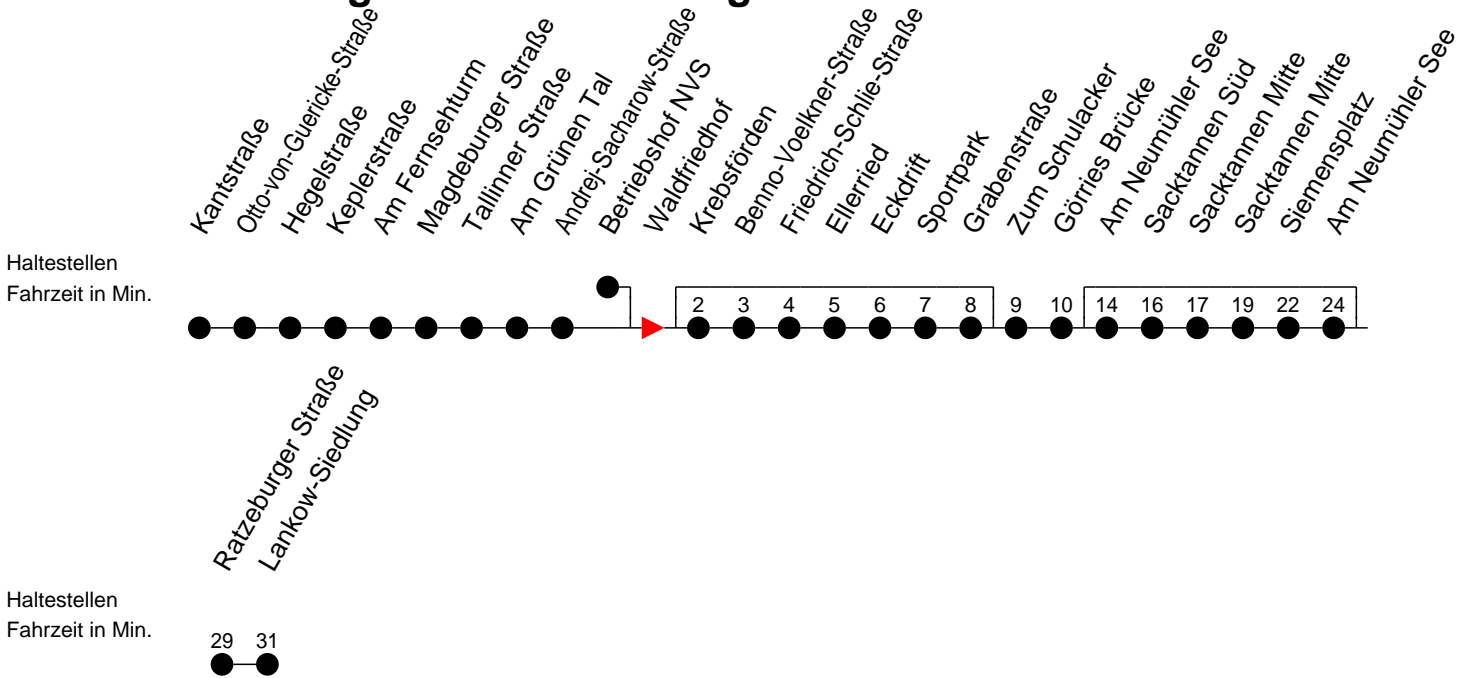 Kantstraße
Otto-von-Guericke-Straße
Hegelstraße
Keplerstraße
Am Fernsehturm
Magdeburger Straße
Tallinner Straße
Am Grünen Tal
Andrej-Sacharow-Straße
Betriebshof NVS
Waldfriedhof
Krebsförden
Benno-Voelkner-Straße
Friedrich-Schlie-Straße
Ellerried
Eckdrift
Sportpark
Grabenstraße
Zum Schulacker
Görries Brücke
Am Neumühler See
Sacktannen Süd
Sacktannen Mitte
Sacktannen Mitte
Siemensplatz
Am Neumühler See
Haltestellen
Fahrzeit in Min.
2 3 4 5 6 7 8 9 10 14 16 17 19 22 24
Ratzeburger Straße
Lankow-Siedlung
Haltestellen
Fahrzeit in Min.
29 31